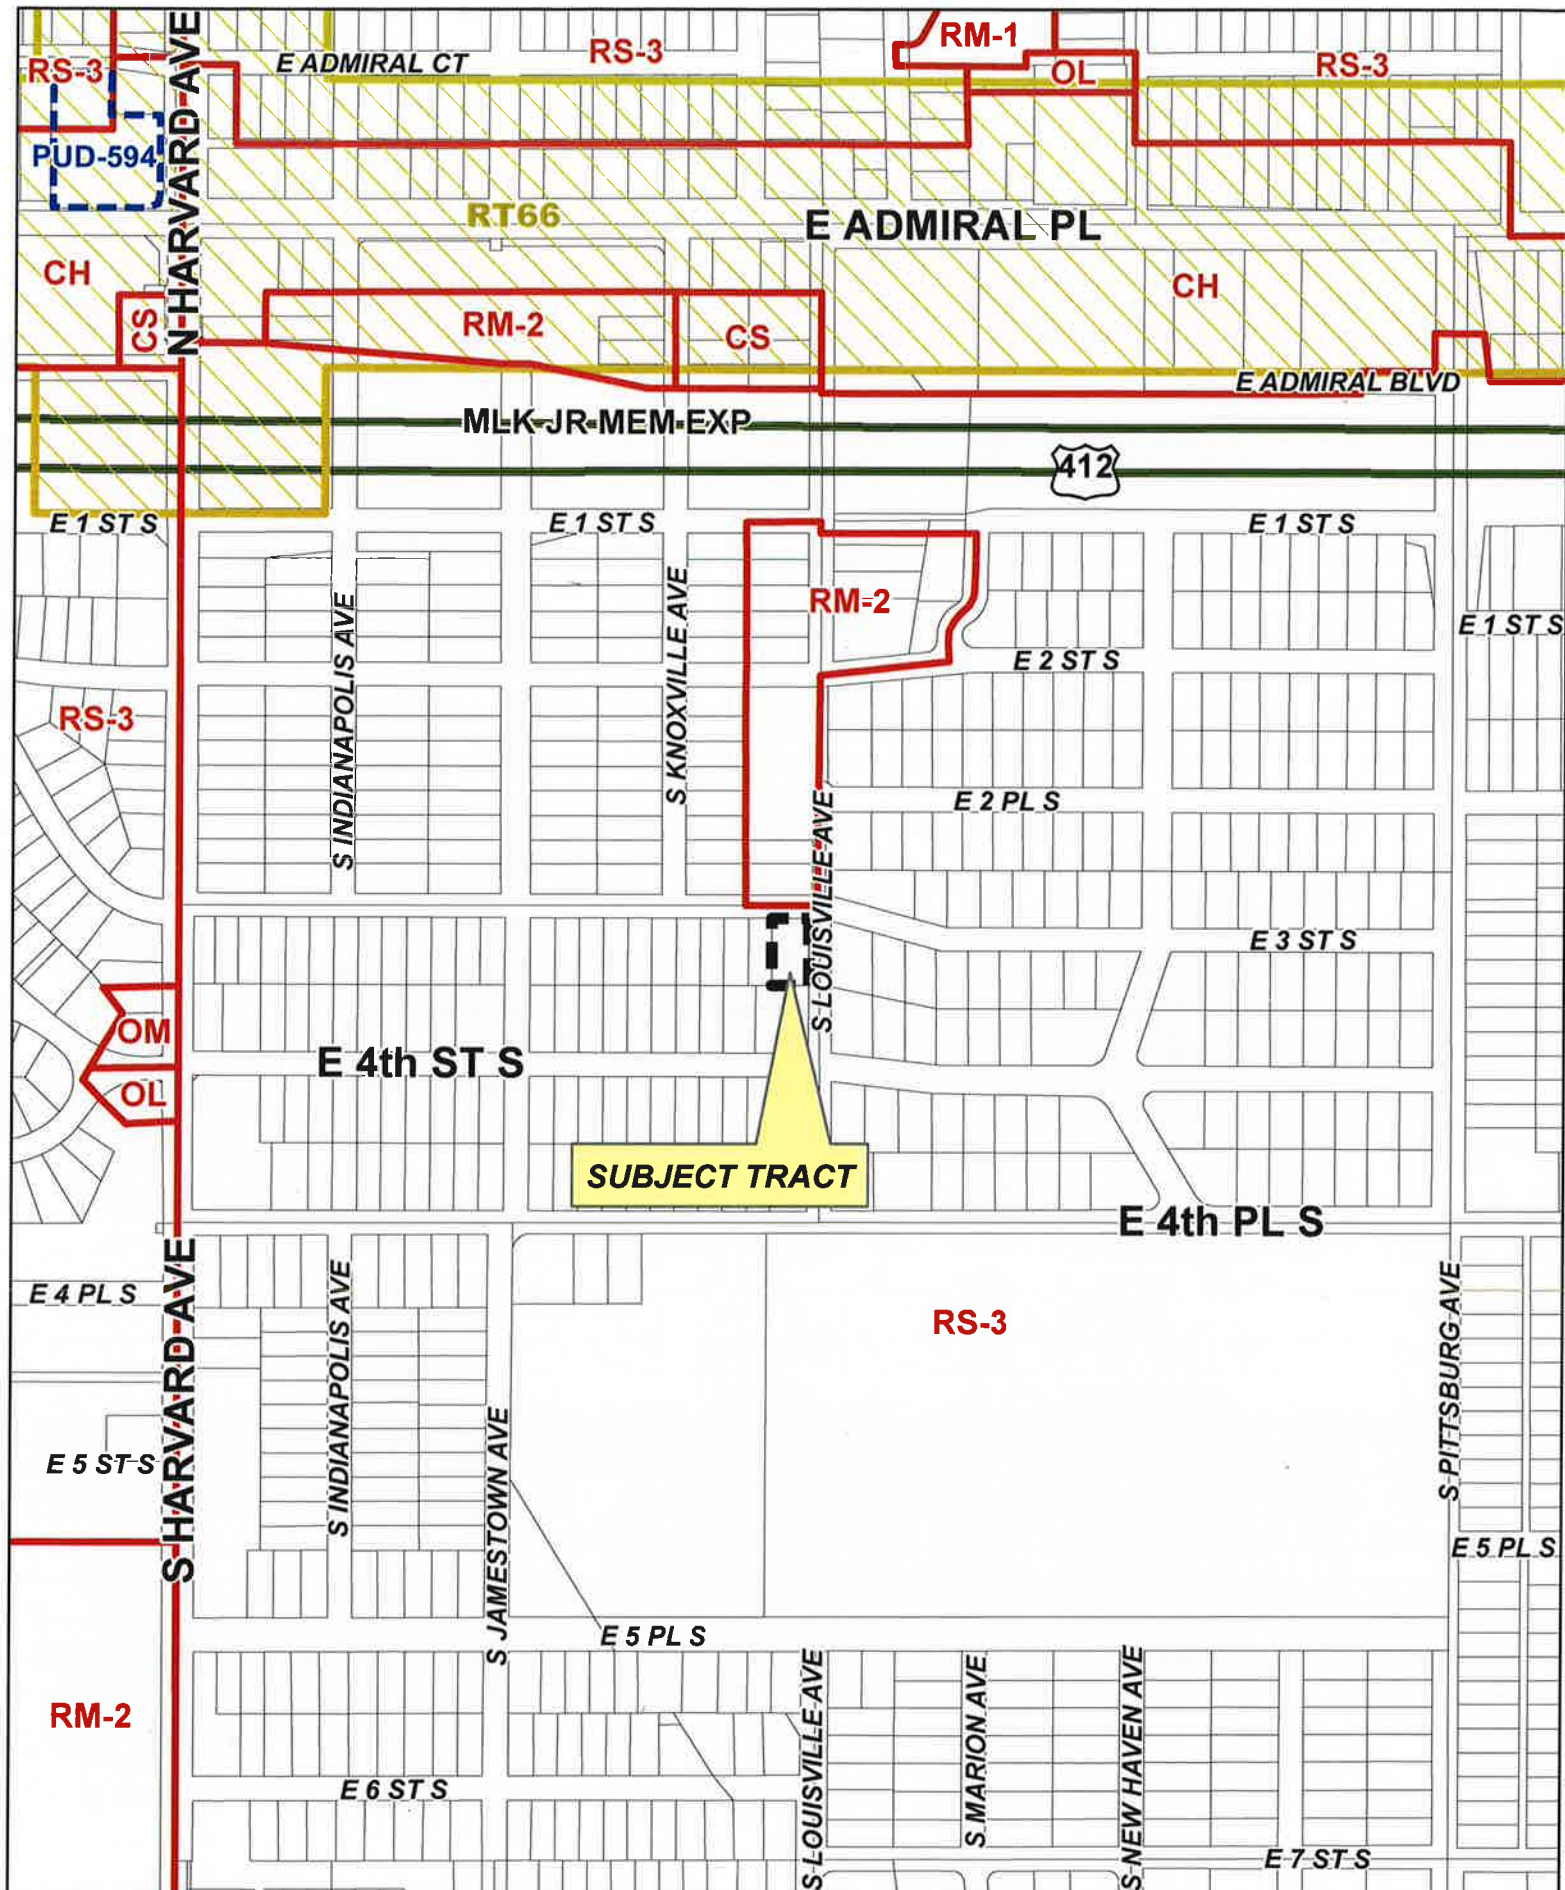 N HARVARD AVE
RM-1
RS-3
E ADMIRAL CT
RS-3
OL
RS-3
PUD-594
RT66
E ADMIRAL PL
CH
CH
CS
RM-2
CS
E ADMIRAL BLVD
MLK JR MEM EXP
412
E 1 ST S
E 1 ST S
E 1 ST S
RM-2
E 1 ST S
S INDIANAPOLIS AVE
S KNOXVILLE AVE
E 2 ST S
RS-3
E 2 PL S
S LOUISVILLE AVE
E 3 ST S
OM
E 4th ST S
OL
SUBJECT TRACT
E 4th PL S
E 4 PL S
S HARVARD AVE
S INDIANAPOLIS AVE
RS-3
S PITTSBURG AVE
S JAMESTOWN AVE
E 5 ST S
E 5 PL S
E 5 PL S
RM-2
S LOUISVILLE AVE
S MARION AVE
S NEW HAVEN AVE
E 6 ST S
E 7 ST S